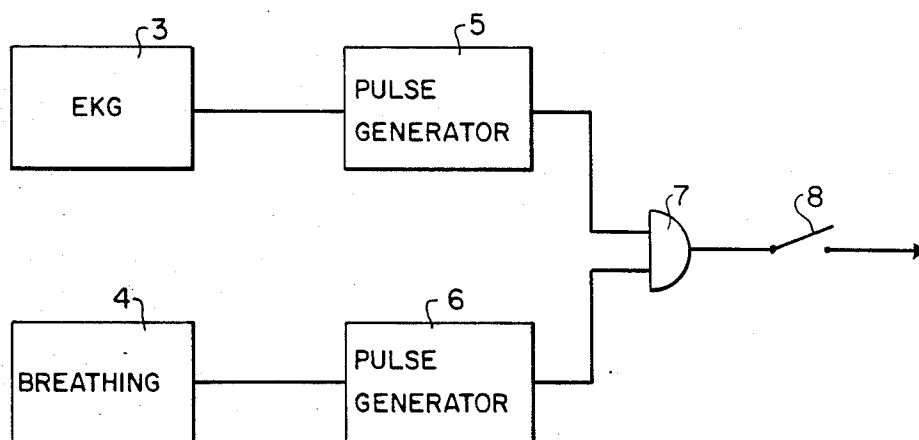 3
EKG
5
PULSE
GENERATOR
7
8
4
BREATHING
6
PULSE
GENERATOR